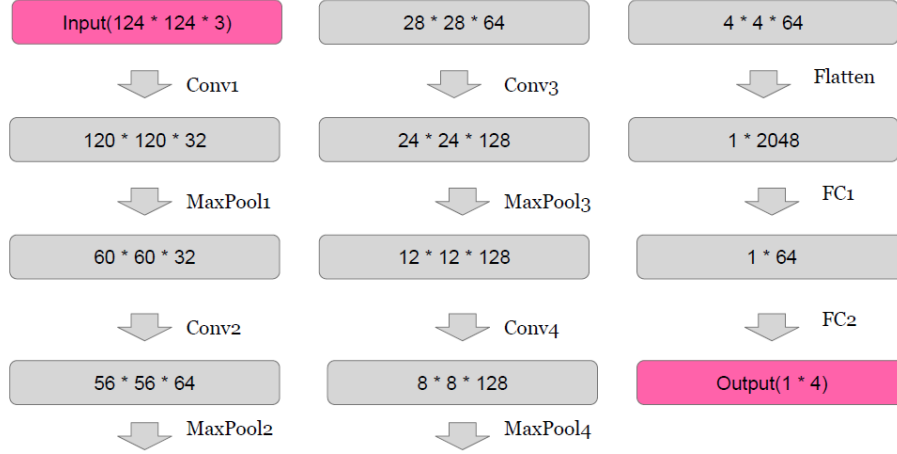 Input(124 * 124 * 3)
Conv1
120 * 120 * 32
MaxPool1
60 * 60 * 32
Conv2
56 * 56 * 64
MaxPool2
28 * 28 * 64
Conv3
24 * 24 * 128
MaxPool3
12 * 12 * 128
Conv4
8 * 8 * 128
MaxPool4
4 * 4 * 64
Flatten
1 * 2048
FC1
1 * 64
FC2
Output(1 * 4)